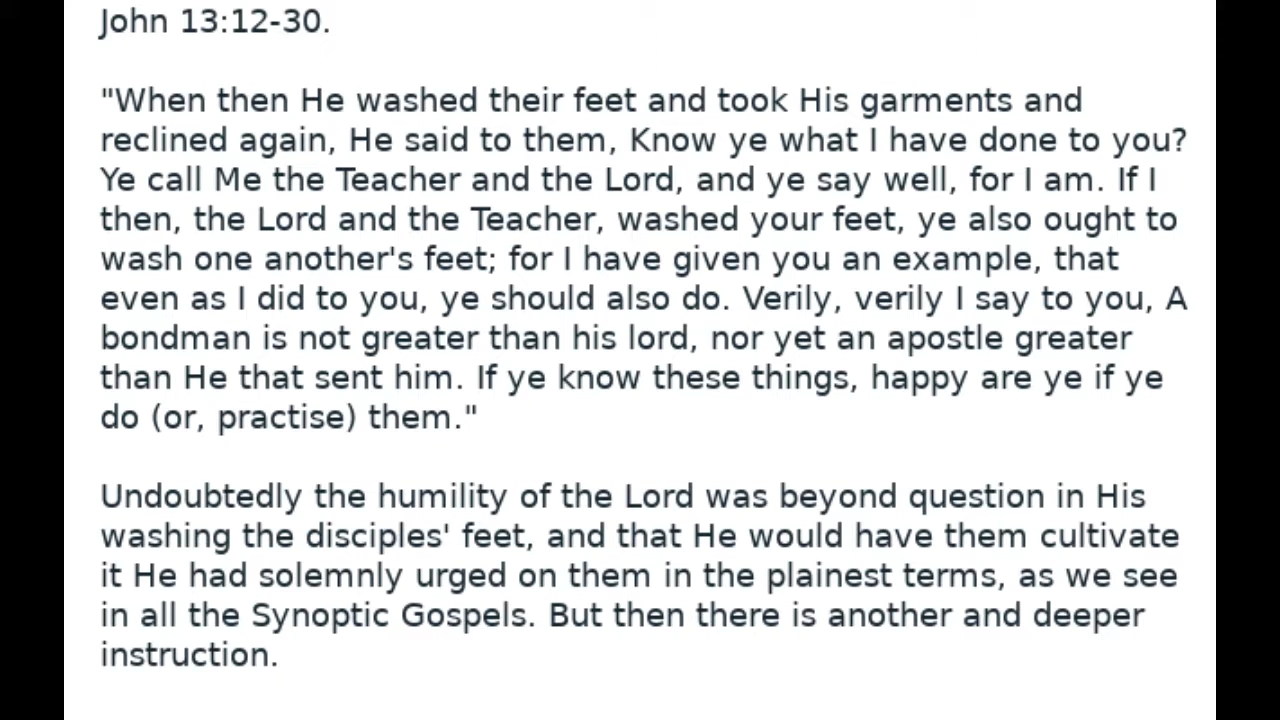 John 13:12-30.
"When then He washed their feet and took His garments and
reclined again, He said to them, Know ye what I have done to you?
Ye call Me the Teacher and the Lord, and ye say well, for I am. If I
then, the Lord and the Teacher, washed your feet, ye also ought to
wash one another's feet; for I have given you an example, that
even as I did to you, ye should also do. Verily, verily I say to you, A
bondman is not greater than his lord, nor yet an apostle greater
than He that sent him. If ye know these things, happy are ye if ye
do (or, practise) them."
Undoubtedly the humility of the Lord was beyond question in His
washing the disciples' feet, and that He would have them cultivate
it He had solemnly urged on them in the plainest terms, as we see
in all the Synoptic Gospels. But then there is another and deeper
instruction.